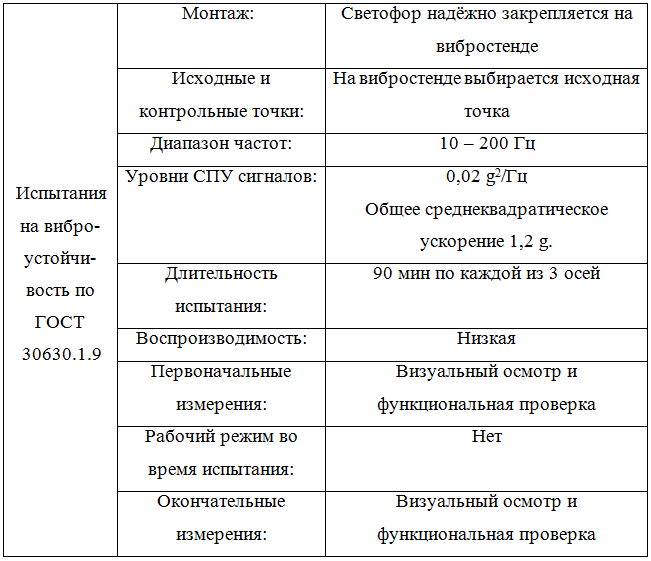 Испытания
на вибро-
устойчи-
вость по
ГОСТ
30630.1.9
Монтаж:
Светофор надёжно закрепляется на
вибростенде
Исходные и
контрольные точки:
На вибростенде выбирается исходная
точка
Диапазон частот:
10 – 200 Гц
Уровни СПУ сигналов:
0,02 g²/Гц
Общее среднеквадратическое
ускорение 1,2 g.
Длительность
испытания:
90 мин по каждой из 3 осей
Воспроизводимость:
Низкая
Первоначальные
измерения:
Визуальный осмотр и
функциональная проверка
Рабочий режим во
время испытания:
Нет
Окончательные
измерения:
Визуальный осмотр и
функциональная проверка